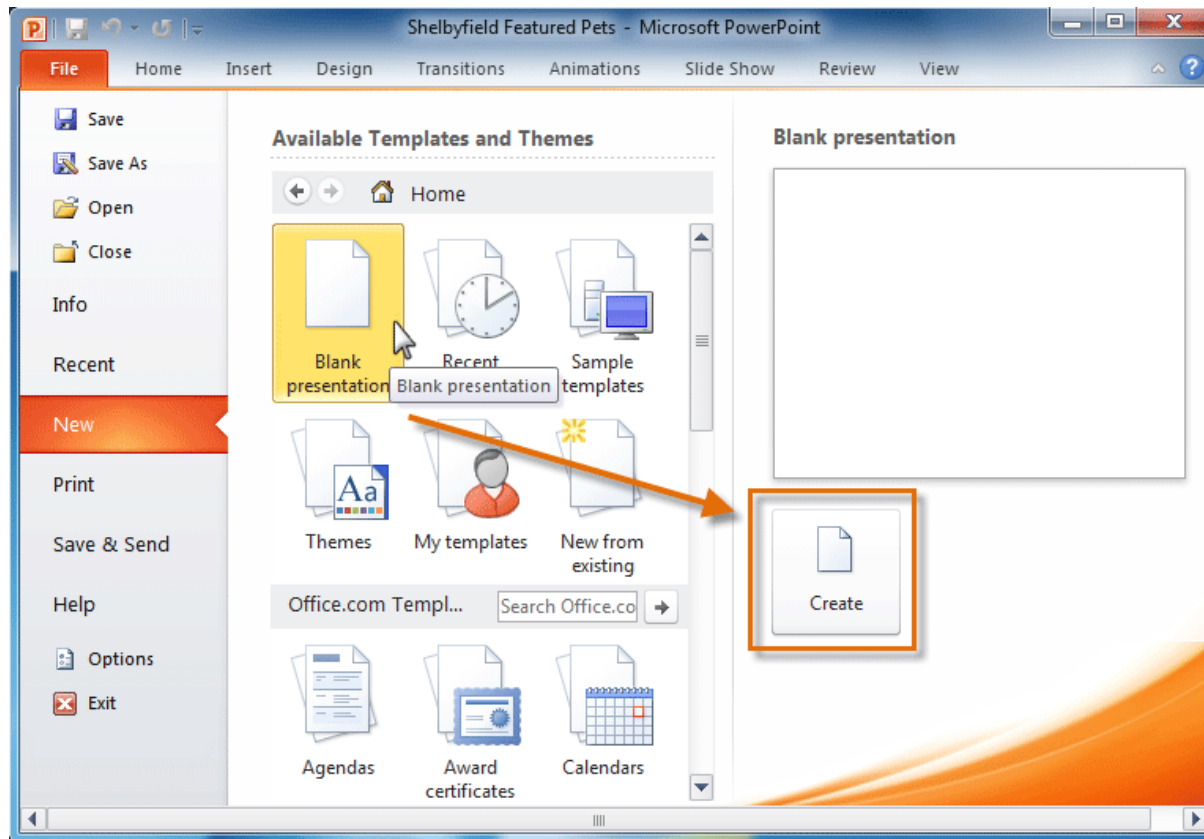 Shelbyfield Featured Pets - Microsoft PowerPoint
File Home Insert Design Transitions Animations Slide Show Review View
Save
Save As
Open
Close
Info
Recent
New
Print
Save & Send
Help
Options
Exit
Available Templates and Themes
Home
Blank
presentation
Recent
Blank presentation
Sample
templates
Themes
My templates
New from
existing
Office.com Templ...
Search Office.co
Agendas
Award
certificates
Calendars
Blank presentation
Create